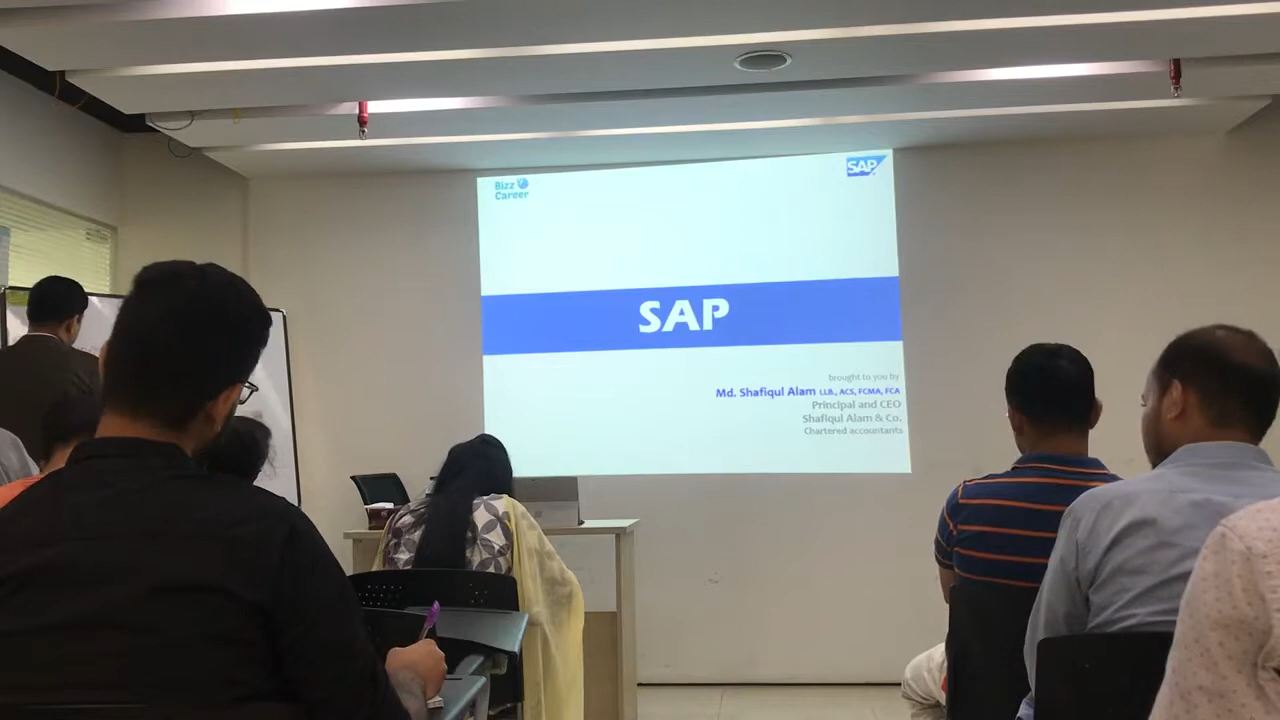 Bizz
Career
SAP
SAP
brought to you by
Md. Shafiqul Alam LLB., ACS, FCMA, FCA
Principal and CEO
Shafiqul Alam & Co.
Chartered accountants